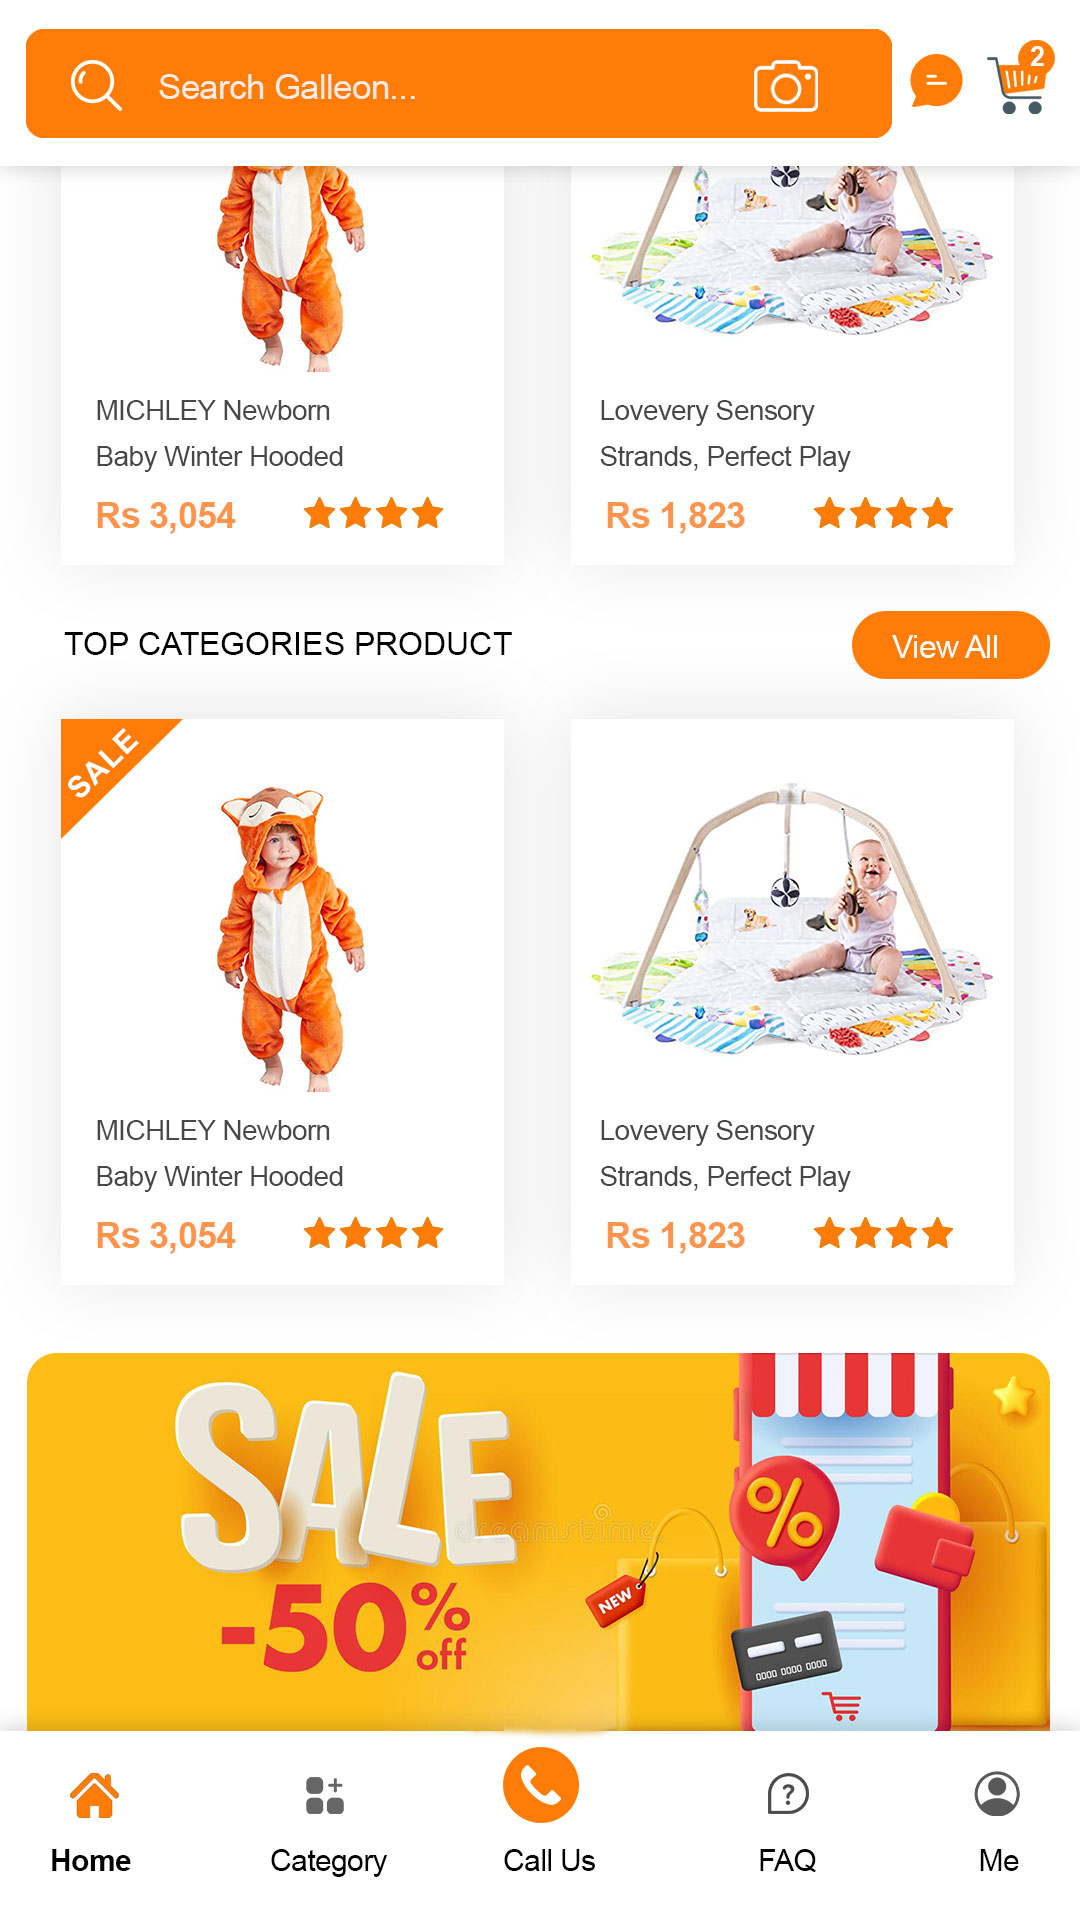 Search Galleon...
2
MICHLEY Newborn
Baby Winter Hooded
Rs 3,054
Lovevery Sensory
Strands, Perfect Play
Rs 1,823
TOP CATEGORIES PRODUCT
View All
SALE
MICHLEY Newborn
Baby Winter Hooded
Rs 3,054
Lovevery Sensory
Strands, Perfect Play
Rs 1,823
SALE
-50%
off
dreamstime
NEW
%
0000 0000 0000
Home
Category
Call Us
FAQ
Me